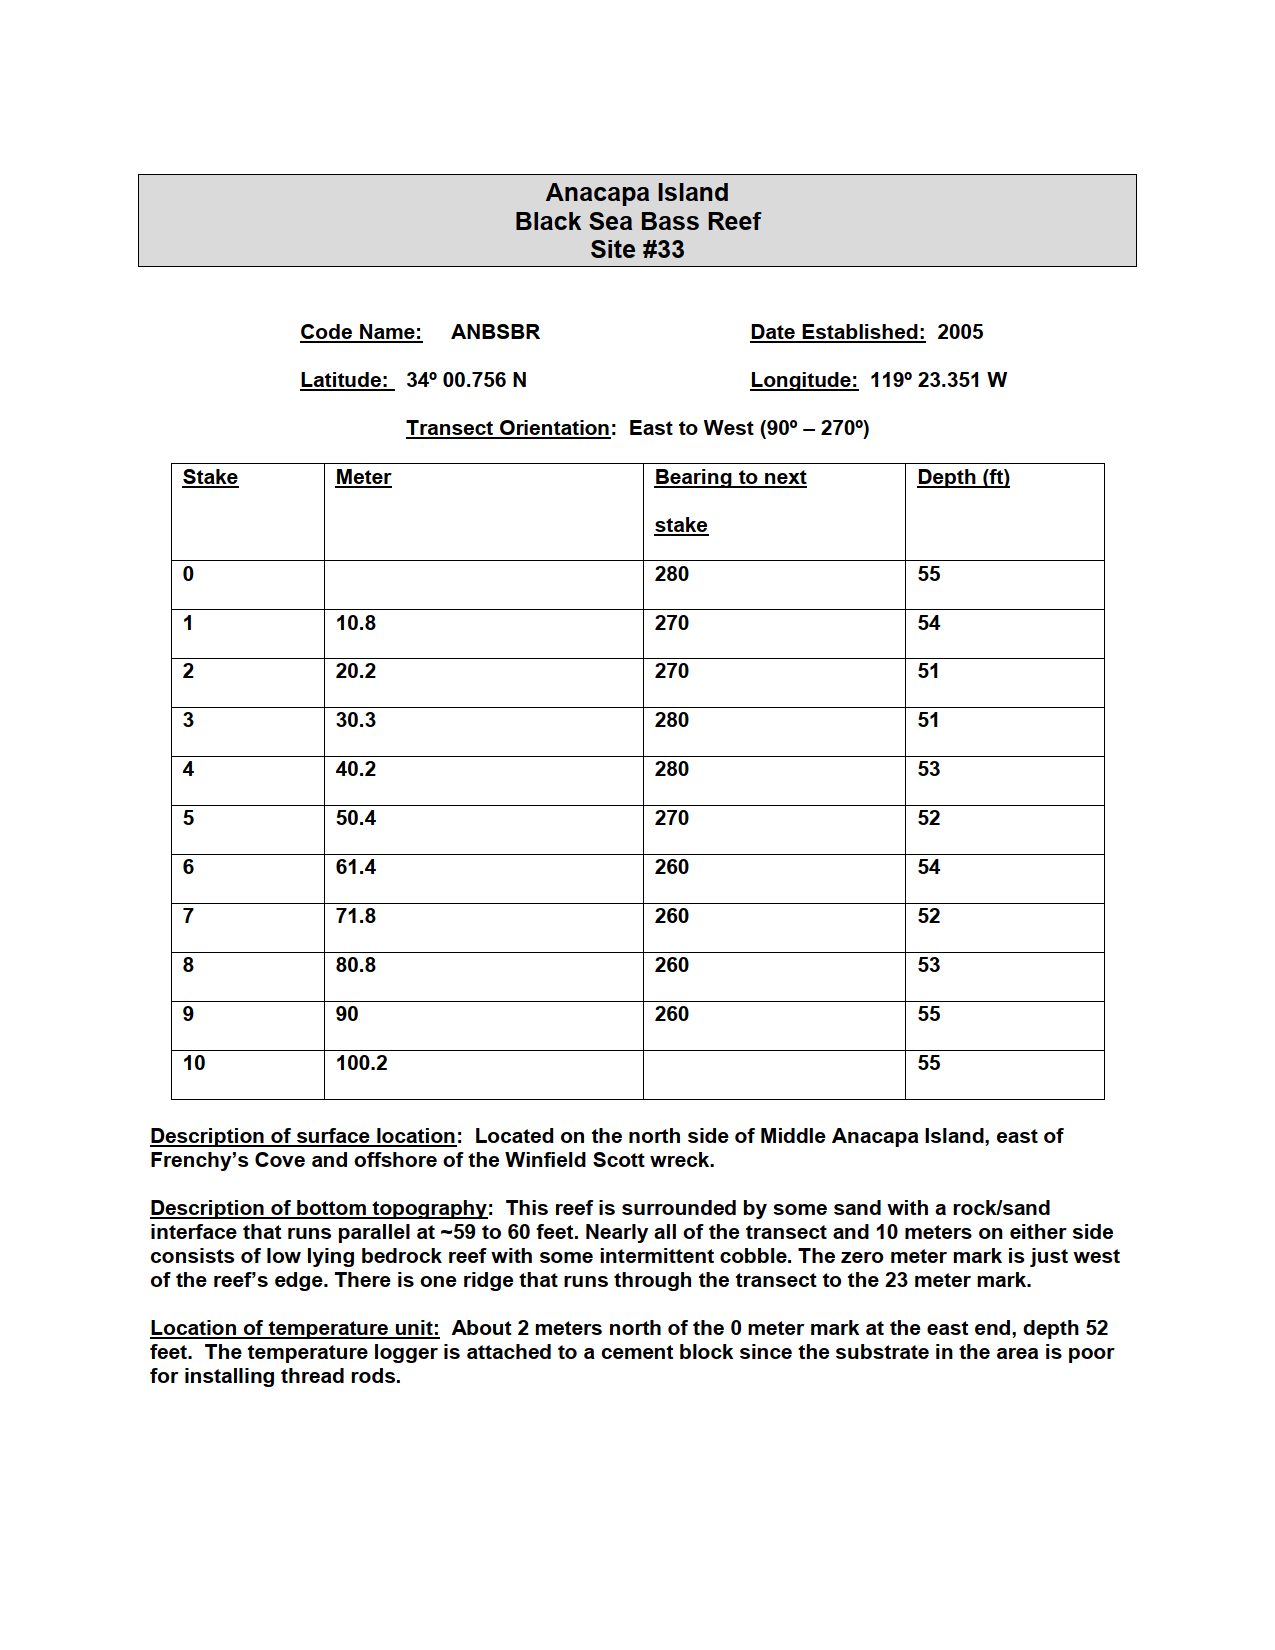 Anacapa Island
Black Sea Bass Reef
Site #33
Code Name: ANBSBR Date Established: 2005
Latitude: 34º 00.756 N Longitude: 119º 23.351 W
Transect Orientation: East to West (90º – 270º)
Stake Meter Bearing to next stake Depth (ft)
0 280 55
1 10.8 270 54
2 20.2 270 51
3 30.3 280 51
4 40.2 280 53
5 50.4 270 52
6 61.4 260 54
7 71.8 260 52
8 80.8 260 53
9 90 260 55
10 100.2 55
Description of surface location: Located on the north side of Middle Anacapa Island, east of
Frenchy’s Cove and offshore of the Winfield Scott wreck.
Description of bottom topography: This reef is surrounded by some sand with a rock/sand
interface that runs parallel at ~59 to 60 feet. Nearly all of the transect and 10 meters on either side
consists of low lying bedrock reef with some intermittent cobble. The zero meter mark is just west
of the reef’s edge. There is one ridge that runs through the transect to the 23 meter mark.
Location of temperature unit: About 2 meters north of the 0 meter mark at the east end, depth 52
feet. The temperature logger is attached to a cement block since the substrate in the area is poor
for installing thread rods.